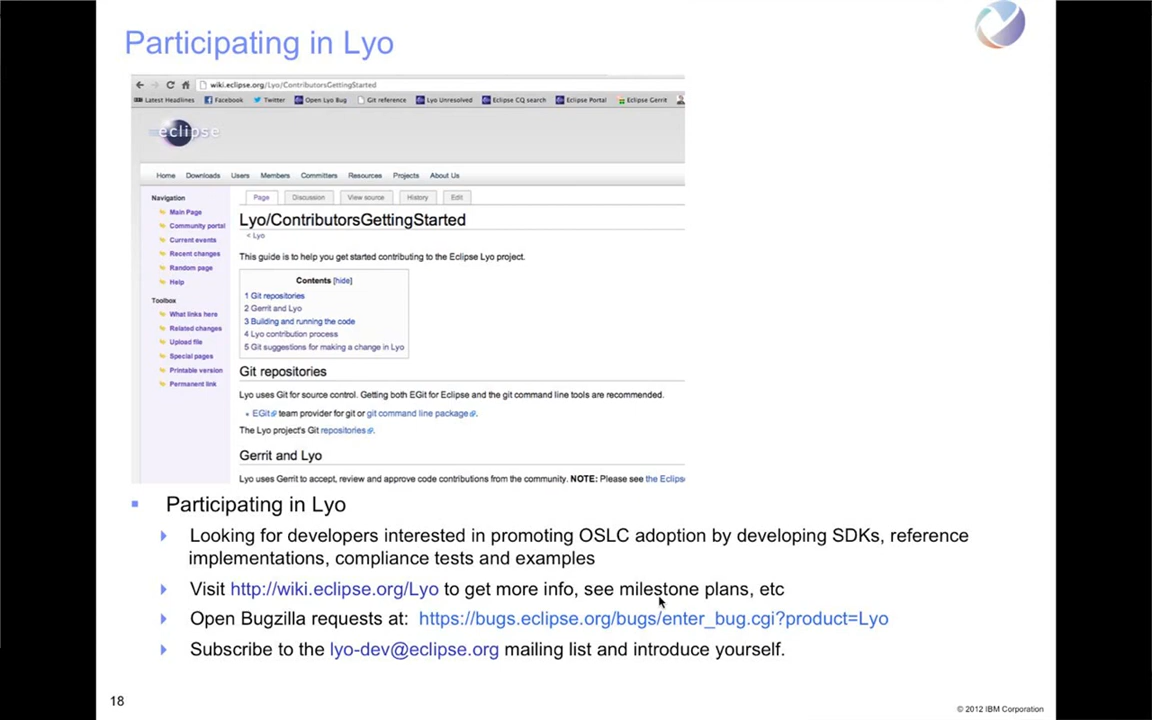 Participating in Lyo
wiki.eclipse.org/Lyo/ContributorsGettingStarted
Latest Headlines Facebook Twitter Open Lyo Bug Git reference Lyo Unresolved Eclipse CQ search Eclipse Portal Eclipse Gerrit
eclipse
Home Downloads Users Members Committers Resources Projects About Us
Navigation
Main Page
Community portal
Current events
Recent changes
Random page
Help
Toolbox
What links here
Related changes
Upload file
Special pages
Printable version
Permanent link
Page Discussion View source History Edit
Lyo/ContributorsGettingStarted
< Lyo
This guide is to help you get started contributing to the Eclipse Lyo project.
Contents [hide]
1 Git repositories
2 Gerrit and Lyo
3 Building and running the code
4 Lyo contribution process
5 Git suggestions for making a change in Lyo
Git repositories
Lyo uses Git for source control. Getting both EGit for Eclipse and the git command line tools are recommended.
EGit team provider for git or git command line package.
The Lyo project's Git repositories.
Gerrit and Lyo
Lyo uses Gerrit to accept, review and approve code contributions from the community. NOTE: Please see the Eclips
Participating in Lyo
Looking for developers interested in promoting OSLC adoption by developing SDKs, reference
implementations, compliance tests and examples
Visit http://wiki.eclipse.org/Lyo to get more info, see milestone plans, etc
Open Bugzilla requests at: https://bugs.eclipse.org/bugs/enter_bug.cgi?product=Lyo
Subscribe to the lyo-dev@eclipse.org mailing list and introduce yourself.
18
© 2012 IBM Corporation